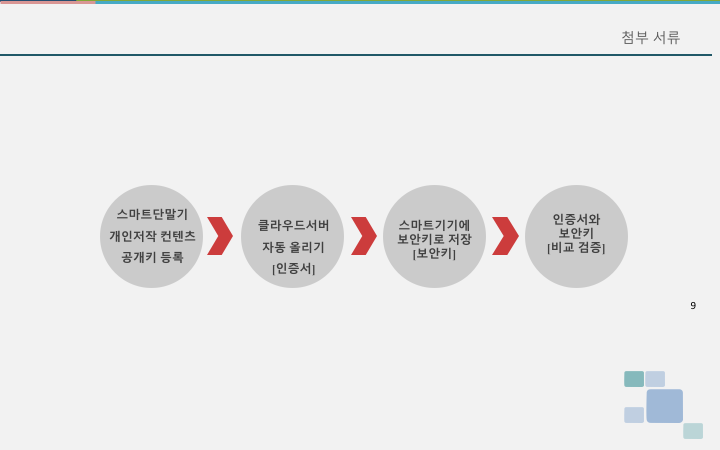 첨부 서류
스마트단말기
개인저작 컨텐츠
공개키 등록
클라우드서버
자동 올리기
[인증서]
스마트기기에
보안키로 저장
[보안키]
인증서와
보안키
[비교 검증]
9